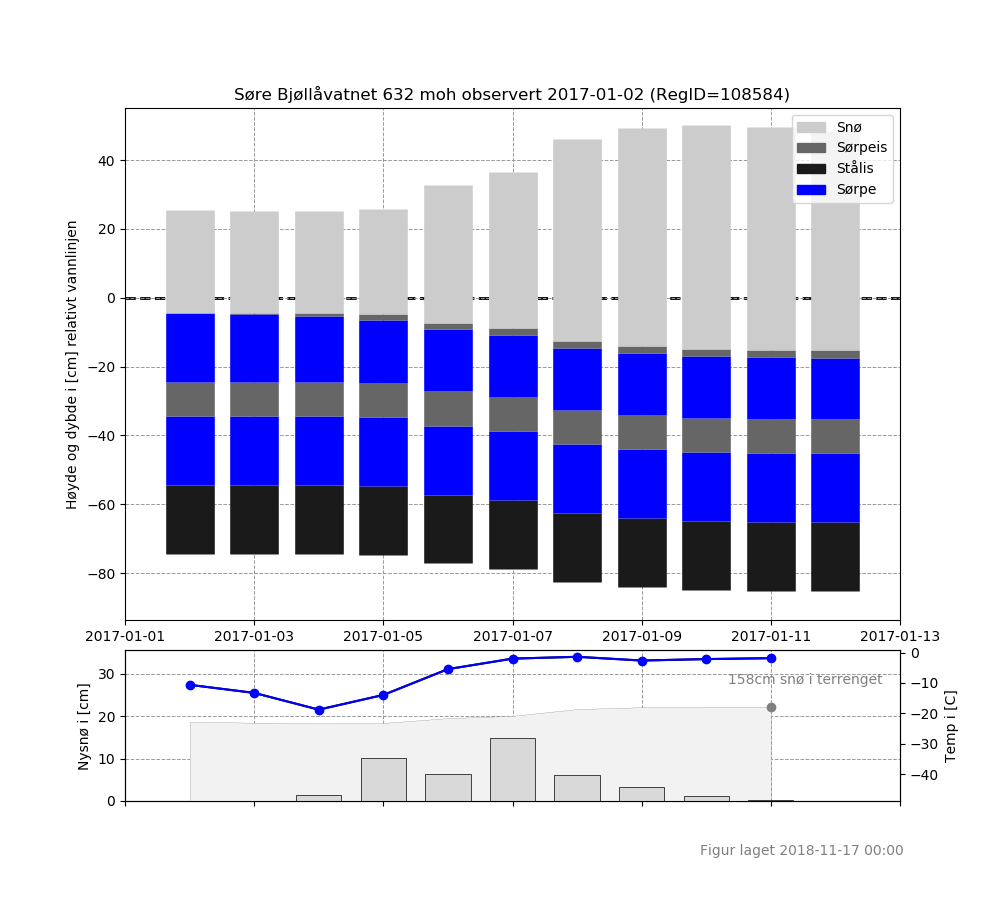 Søre Bjøllåvatnet 632 moh observert 2017-01-02 (RegID=108584)
Snø
Sørpeis
Stålis
Sørpe
Høyde og dybde i [cm] relativt vannlinjen
40
20
0
−20
−40
−60
−80
2017-01-01 2017-01-03 2017-01-05 2017-01-07 2017-01-09 2017-01-11 2017-01-13
Nysnø i [cm]
30
20
10
0
158cm snø i terrenget
0
−10
−20
−30
−40
Temp i [C]
Figur laget 2018-11-17 00:00